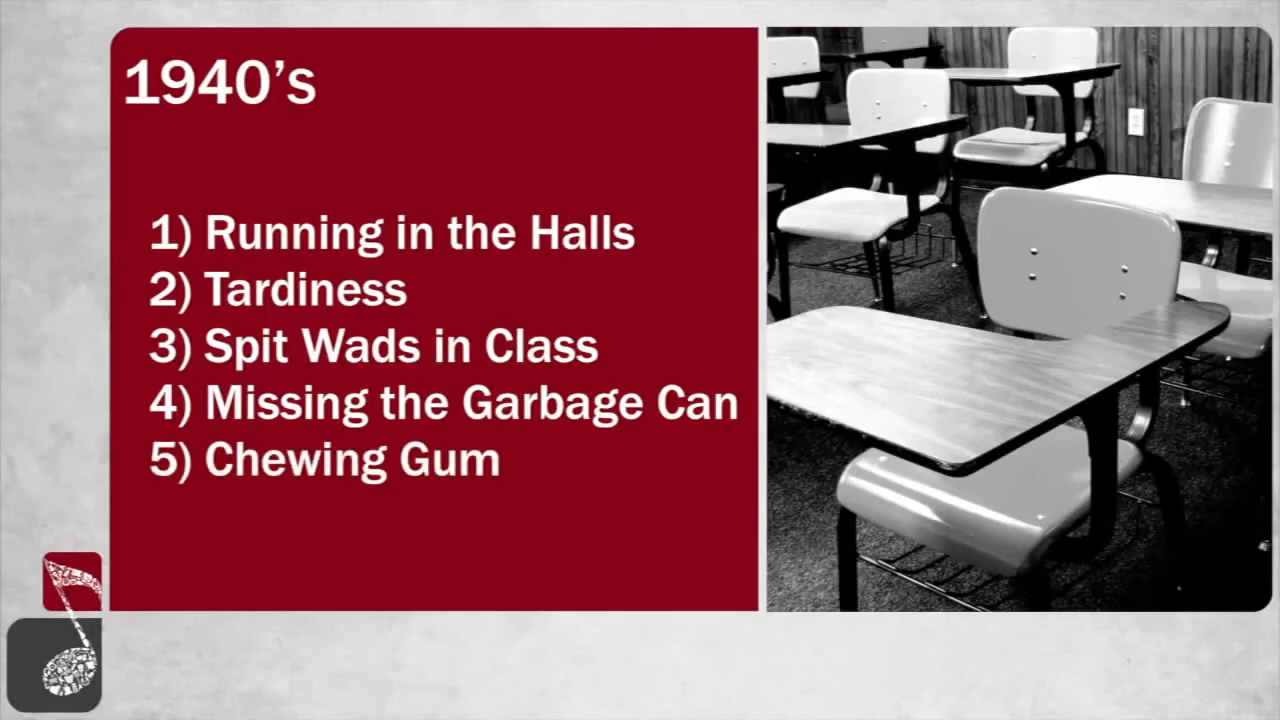 1940’s
1) Running in the Halls
2) Tardiness
3) Spit Wads in Class
4) Missing the Garbage Can
5) Chewing Gum